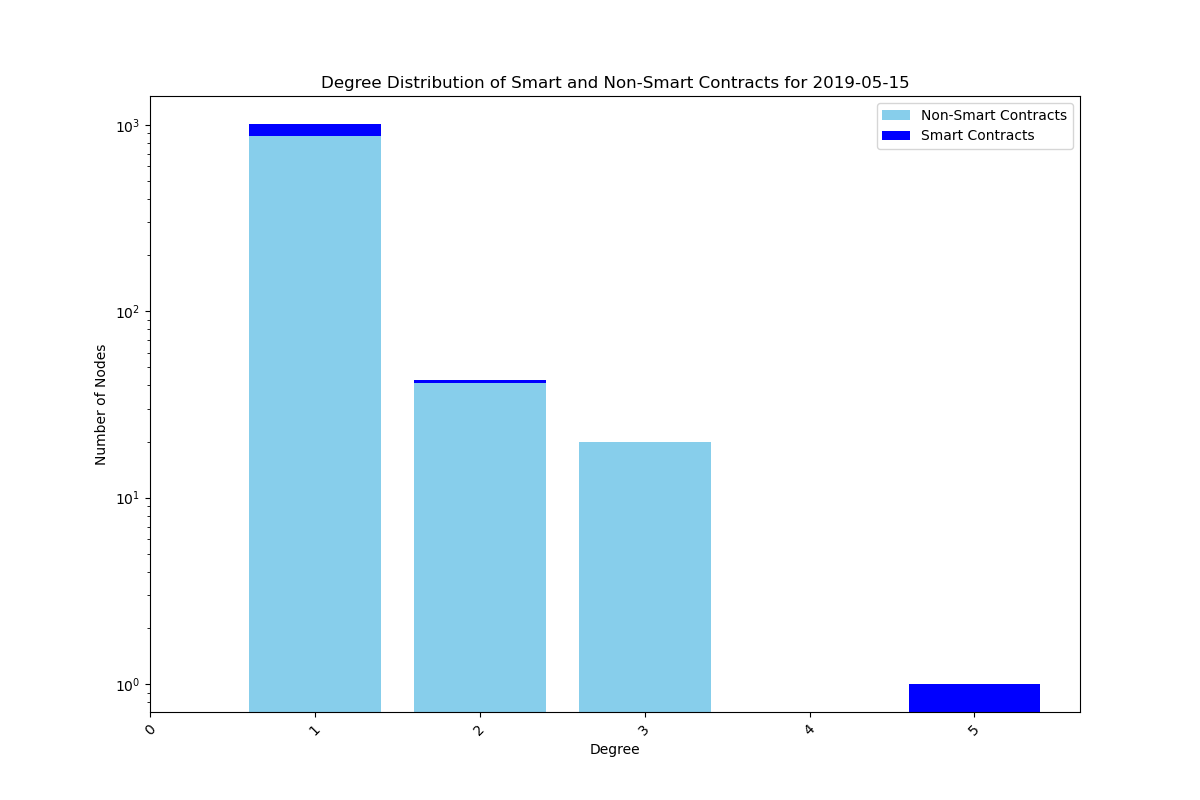 Degree Distribution of Smart and Non-Smart Contracts for 2019-05-15
Non-Smart Contracts
Smart Contracts
10³
10²
10¹
10⁰
Number of Nodes
0 1 2 3 4 5
Degree